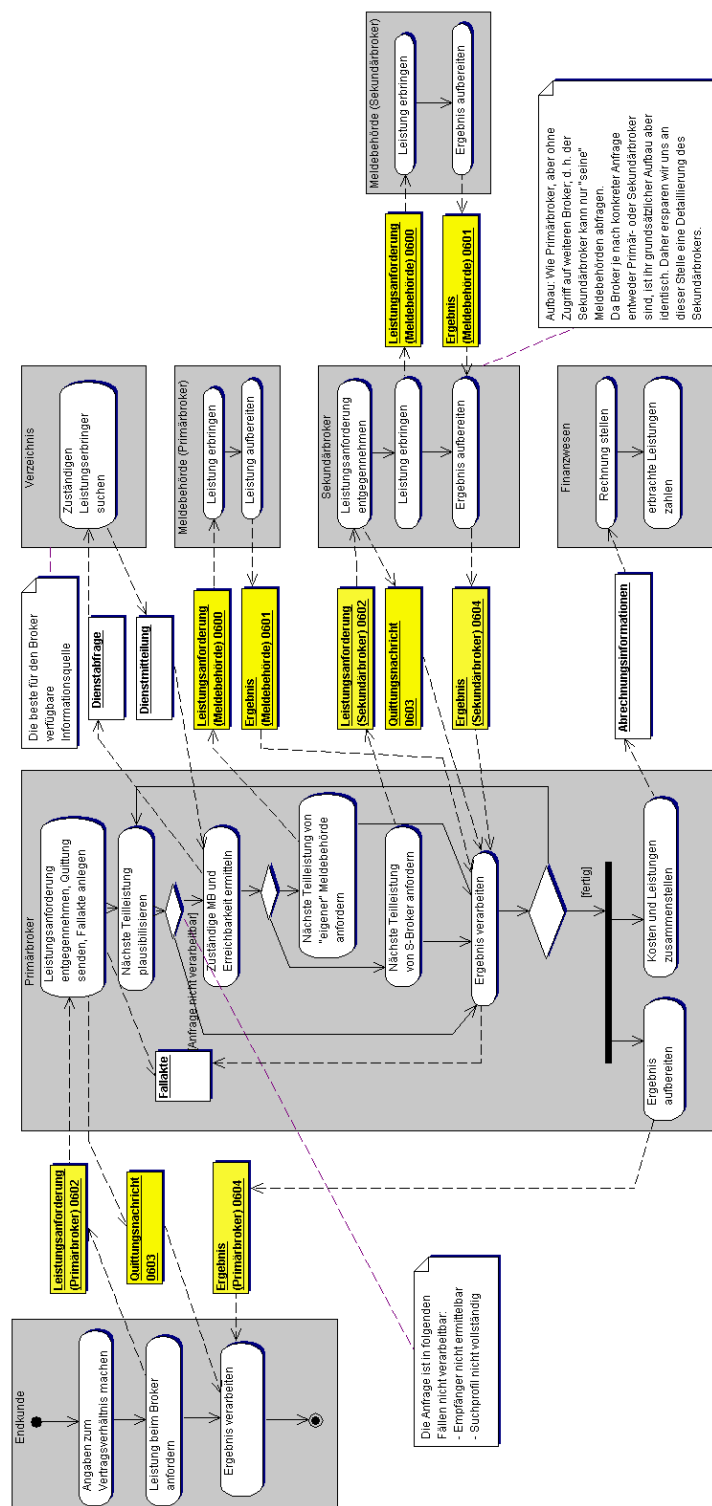 Endkunde
Angaben zum
Vertragsverhältnis machen
Leistung beim Broker
anfordern
Ergebnis verarbeiten
Leistungsanforderung
(Primärbroker) 0602
Quittungsnachricht
0603
Ergebnis
(Primärbroker) 0604
Die Anfrage ist in folgenden
Fällen nicht verarbeitbar:
- Empfänger nicht ermittelbar
- Suchprofil nicht vollständig
Primärbroker
Leistungsanforderung
entgegennehmen, Quittung
senden, Fallakte anlegen
Nächste Teilleistung
plausibilisieren
Fallakte
Anfrage nicht verarbeitbar]
Zuständige MB und
Erreichbarkeit ermitteln
Nächste Teilleistung von
"eigener" Meldebehörde
anfordern
Nächste Teilleistung
von S-Broker anfordern
Ergebnis verarbeiten
[fertig]
Ergebnis
aufbereiten
Kosten und Leistungen
zusammenstellen
Die beste für den Broker
verfügbare
Informationsquelle
Dienstabfrage
Dienstmitteilung
Leistungsanforderung
(Meldebehörde) 0600
Ergebnis
(Meldebehörde) 0601
Leistungsanforderung
(Sekundärbroker) 0602
Quittungsnachricht
0603
Ergebnis
(Sekundärbroker) 0604
Abrechnungsinformationen
Verzeichnis
Zuständigen
Leistungserbringer
suchen
Meldebehörde (Primärbroker)
Leistung erbringen
Leistung aufbereiten
Sekundärbroker
Leistungsanforderung
entgegennehmen
Leistung erbringen
Ergebnis aufbereiten
Finanzwesen
Rechnung stellen
erbrachte Leistungen
zahlen
Leistungsanforderung
(Meldebehörde) 0600
Ergebnis
(Meldebehörde) 0601
Meldebehörde (Sekundärbroker)
Leistung erbringen
Ergebnis aufbereiten
Aufbau: Wie Primärbroker, aber ohne
Zugriff auf weiteren Broker, d. h. der
Sekundärbroker kann nur "seine"
Meldebehörden abfragen.
Da Broker je nach konkreter Anfrage
entweder Primär- oder Sekundärbroker
sind, ist ihr grundsätzlicher Aufbau aber
identisch. Daher ersparen wir uns an
dieser Stelle eine Detaillierung des
Sekundärbrokers.